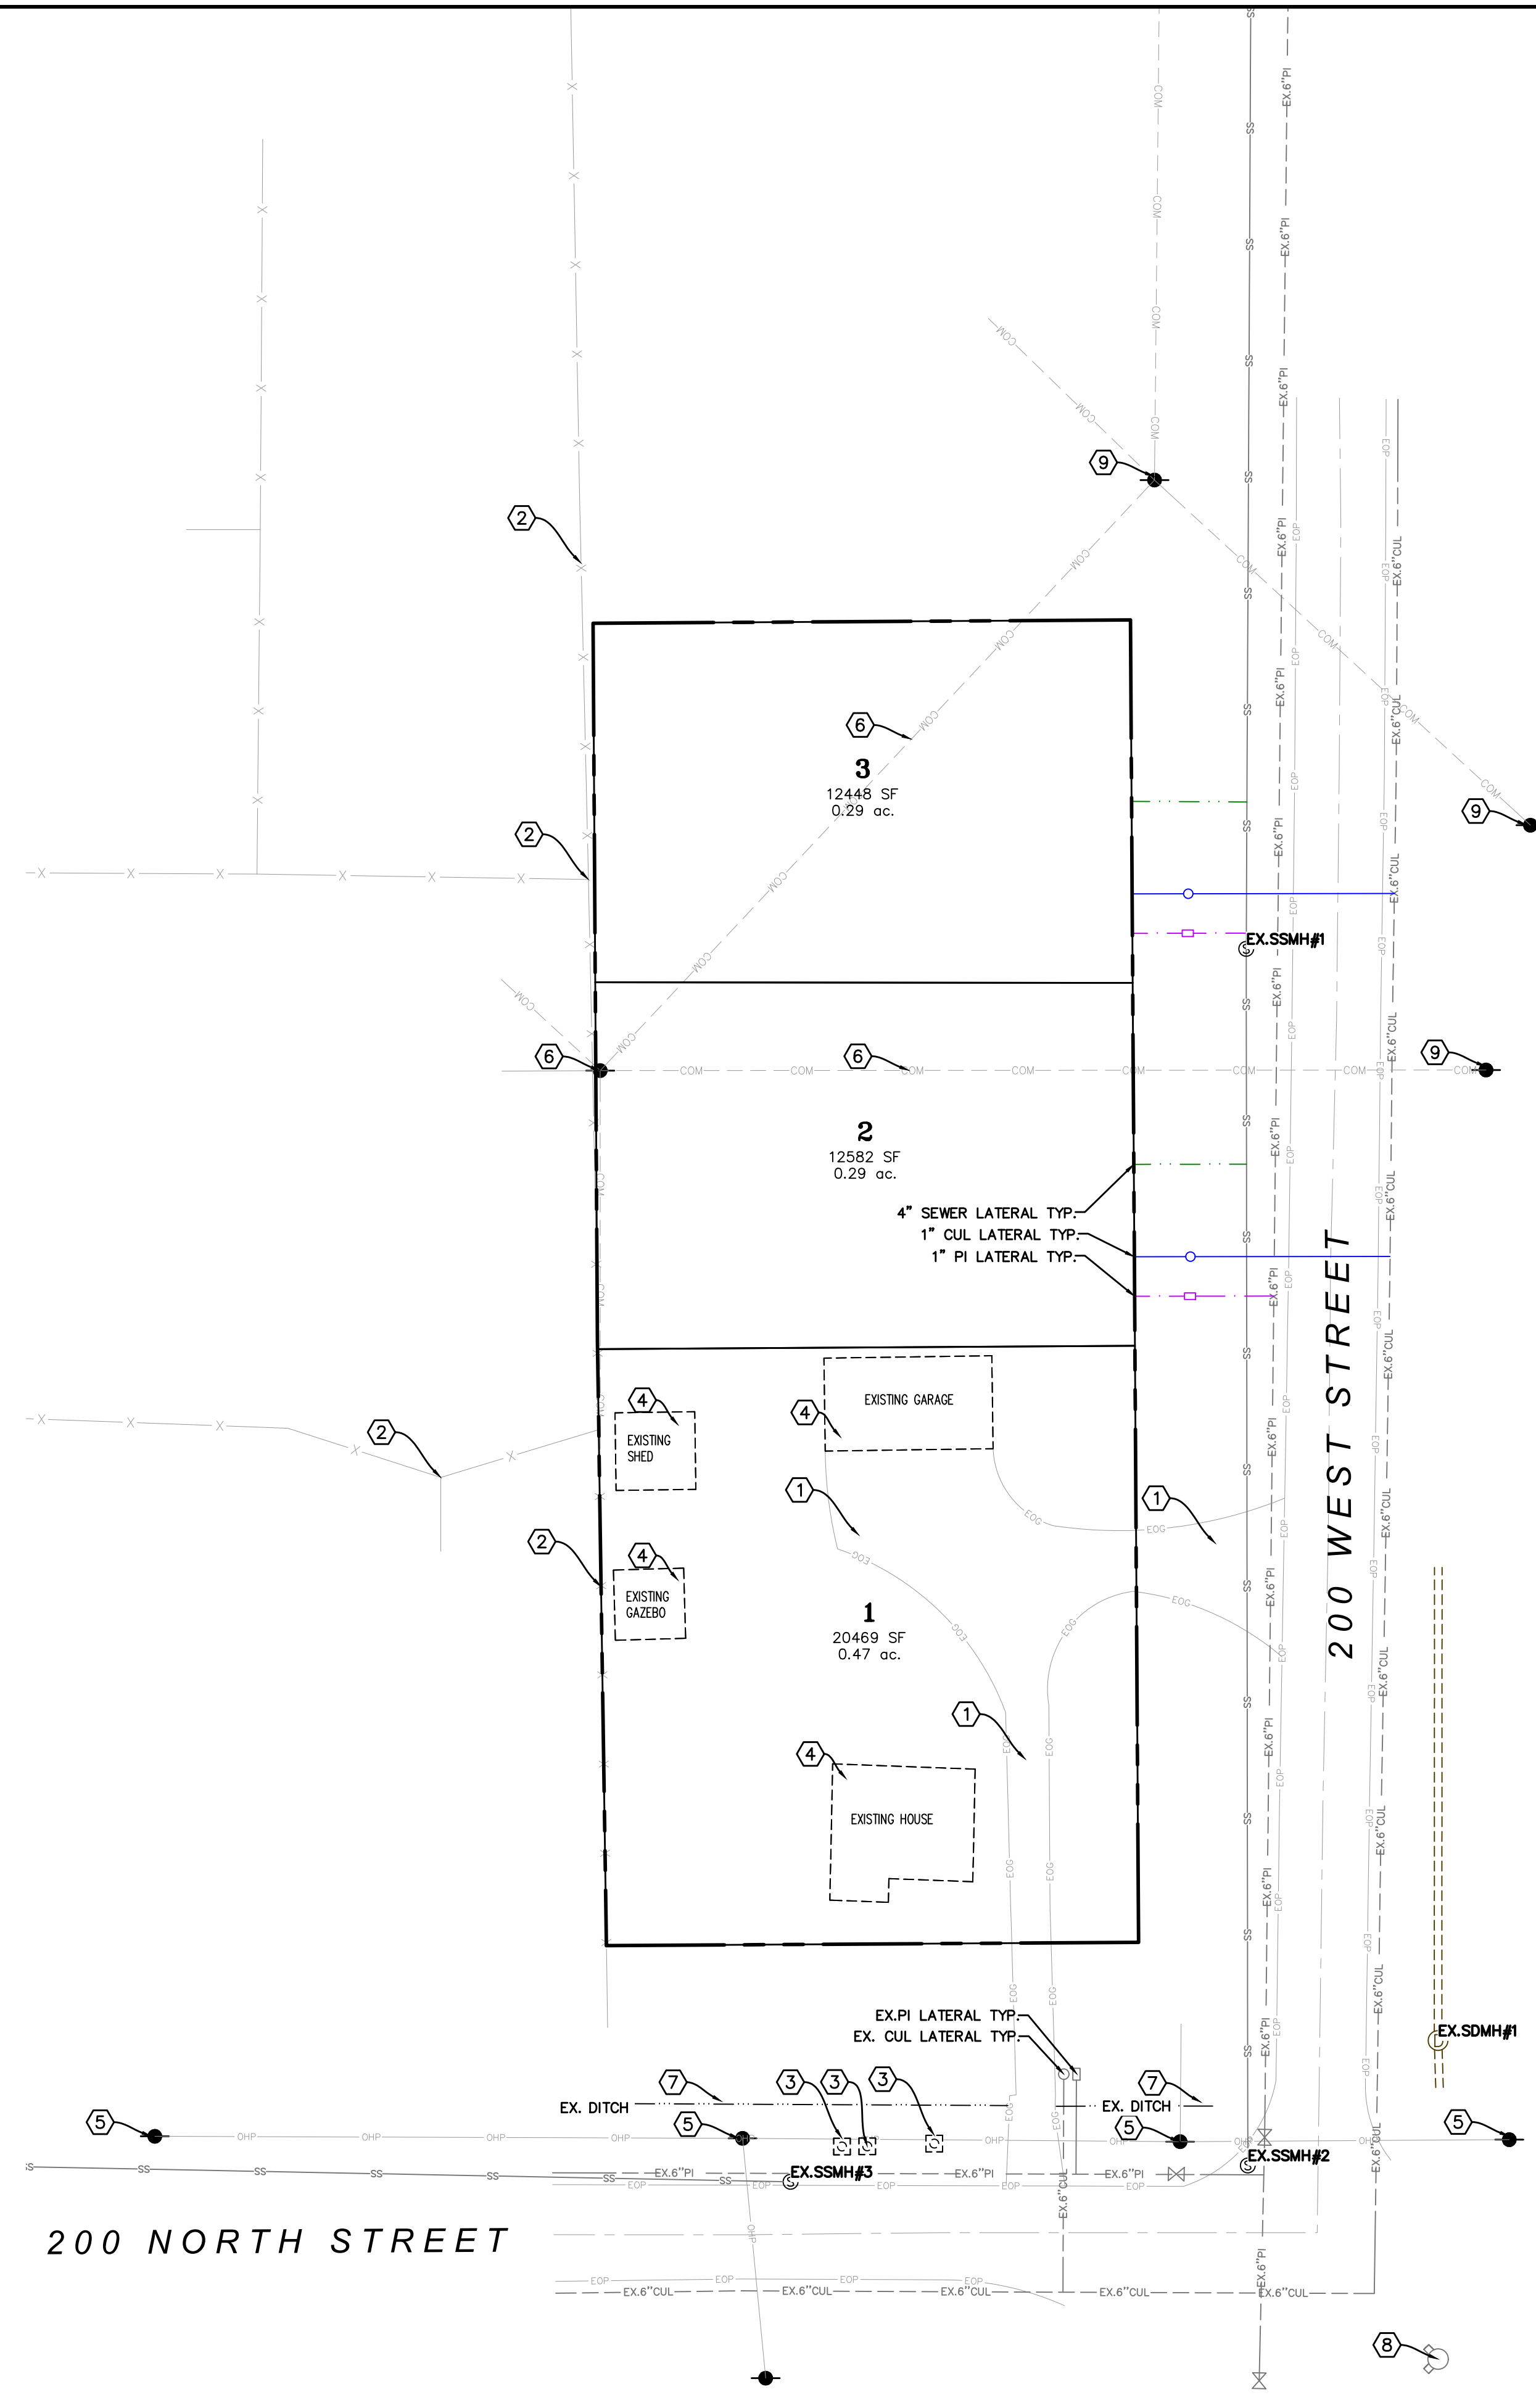 9
2
6
3
12448 SF
0.29 ac.
9
2
EX.SSMH#1
6
6
9
2
12582 SF
0.29 ac.
4" SEWER LATERAL TYP.
1" CUL LATERAL TYP.
1" PI LATERAL TYP.
200 WEST STREET
4
EXISTING SHED
4
EXISTING GARAGE
2
1
1
2
4
EXISTING GAZEBO
1
20469 SF
0.47 ac.
1
4
EXISTING HOUSE
EX.PI LATERAL TYP.
EX. CUL LATERAL TYP.
EX.SDMH#1
7
3
3
3
7
EX. DITCH
EX. DITCH
5
5
5
5
EX.SSMH#3
EX.SSMH#2
200 NORTH STREET
8
X
COM
SS
EX.6"PI
EX.6"CUL
EOP
EOG
OHP